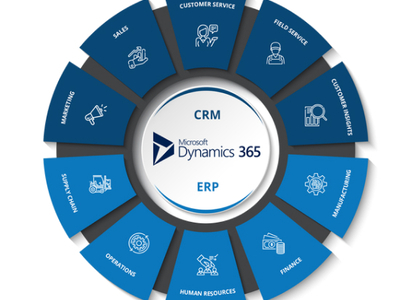 CUSTOMER SERVICE
FIELD SERVICE
CUSTOMER INSIGHTS
MANUFACTURING
FINANCE
HUMAN RESOURCES
OPERATIONS
SUPPLY CHAIN
MARKETING
SALES
CRM
Microsoft
Dynamics 365
ERP